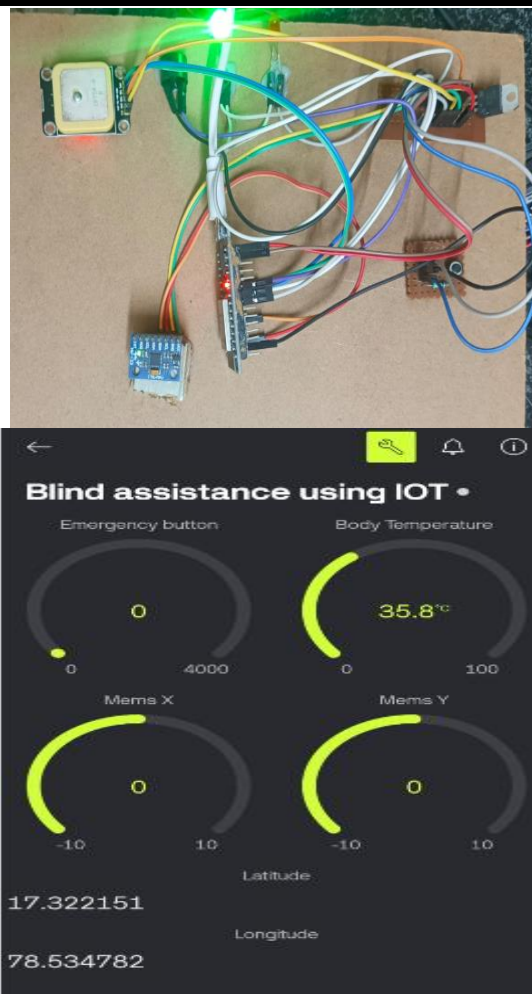 Blind assistance using IOT
Emergency button
Body Temperature
0
35.8°C
0
4000
0
100
Mems X
Mems Y
0
0
-10
10
-10
10
Latitude
17.322151
Longitude
78.534782